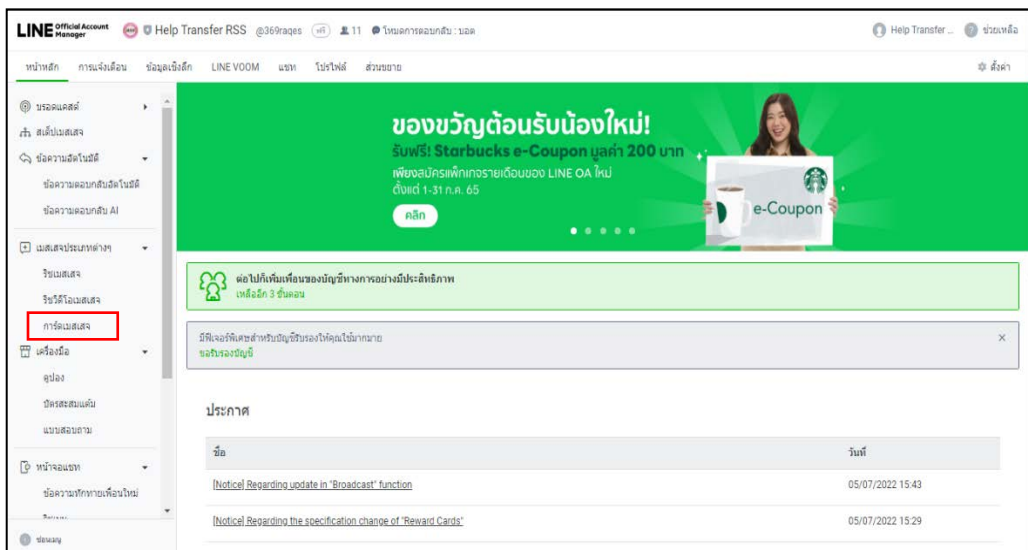 LINE Official Account Manager
Help Transfer RSS @369raqes ฟรี 11 โหมดการตอบกลับ : บอต
Help Transfer ... ช่วยเหลือ
หน้าหลัก การแจ้งเตือน ข้อมูลเชิงลึก LINE VOOM แชท โปรไฟล์ ส่วนขยาย ตั้งค่า
บรอดแคสต์
สเต็ปเมสเสจ
ข้อความอัตโนมัติ
ข้อความตอบกลับอัตโนมัติ
ข้อความตอบกลับ AI
เมสเสจประเภทต่างๆ
ริชเมสเสจ
ริชวิดีโอเมสเสจ
การ์ดเมสเสจ
เครื่องมือ
คูปอง
บัตรสะสมแต้ม
แบบสอบถาม
หน้าจอแชท
ข้อความทักทายเพื่อนใหม่
ซ่อนเมนู
ของขวัญต้อนรับน้องใหม่!
รับฟรี! Starbucks e-Coupon มูลค่า 200 บาท
เพียงสมัครแพ็กเกจรายเดือนของ LINE OA ใหม่
ตั้งแต่ 1-31 ก.ค. 65
คลิก
e-Coupon
ต่อไปก็เพิ่มเพื่อนของบัญชีทางการอย่างมีประสิทธิภาพ
เหลืออีก 3 ขั้นตอน
มีฟีเจอร์พิเศษสำหรับบัญชีรับรองให้คุณใช้มากมาย
ขอรับรองบัญชี
ประกาศ
ชื่อ วันที่
[Notice] Regarding update in "Broadcast" function 05/07/2022 15:43
[Notice] Regarding the specification change of "Reward Cards" 05/07/2022 15:29